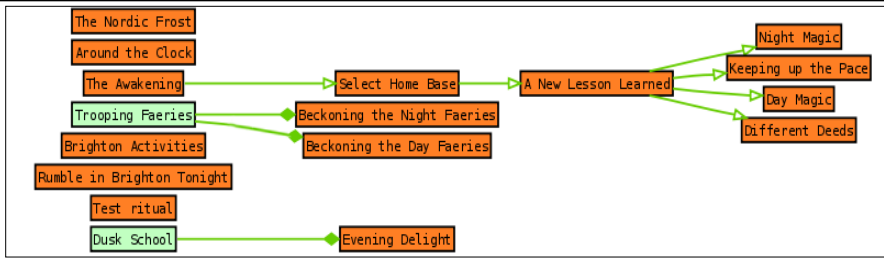 The Nordic Frost
Around the Clock
The Awakening
Select Home Base
A New Lesson Learned
Night Magic
Keeping up the Pace
Day Magic
Different Deeds
Trooping Faeries
Beckoning the Night Faeries
Beckoning the Day Faeries
Brighton Activities
Rumble in Brighton Tonight
Test ritual
Dusk School
Evening Delight